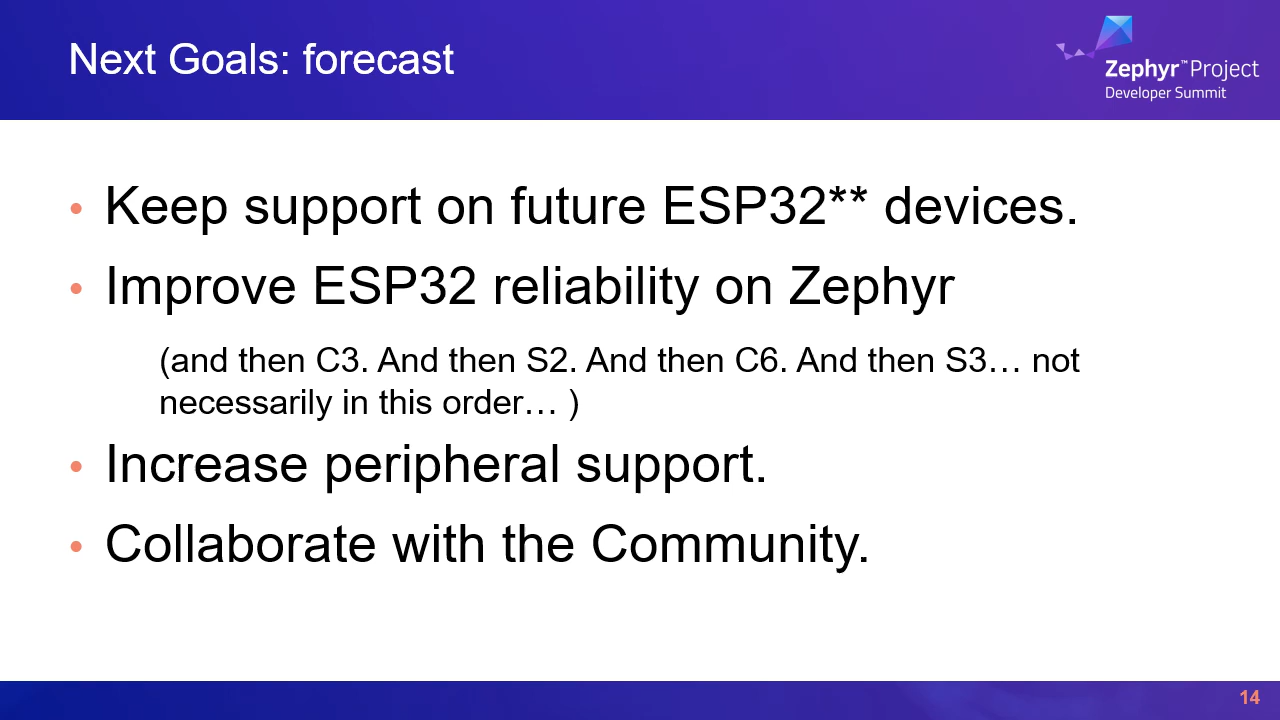 Next Goals: forecast
Zephyr™Project
Developer Summit
• Keep support on future ESP32** devices.
• Improve ESP32 reliability on Zephyr
(and then C3. And then S2. And then C6. And then S3… not
necessarily in this order… )
• Increase peripheral support.
• Collaborate with the Community.
14